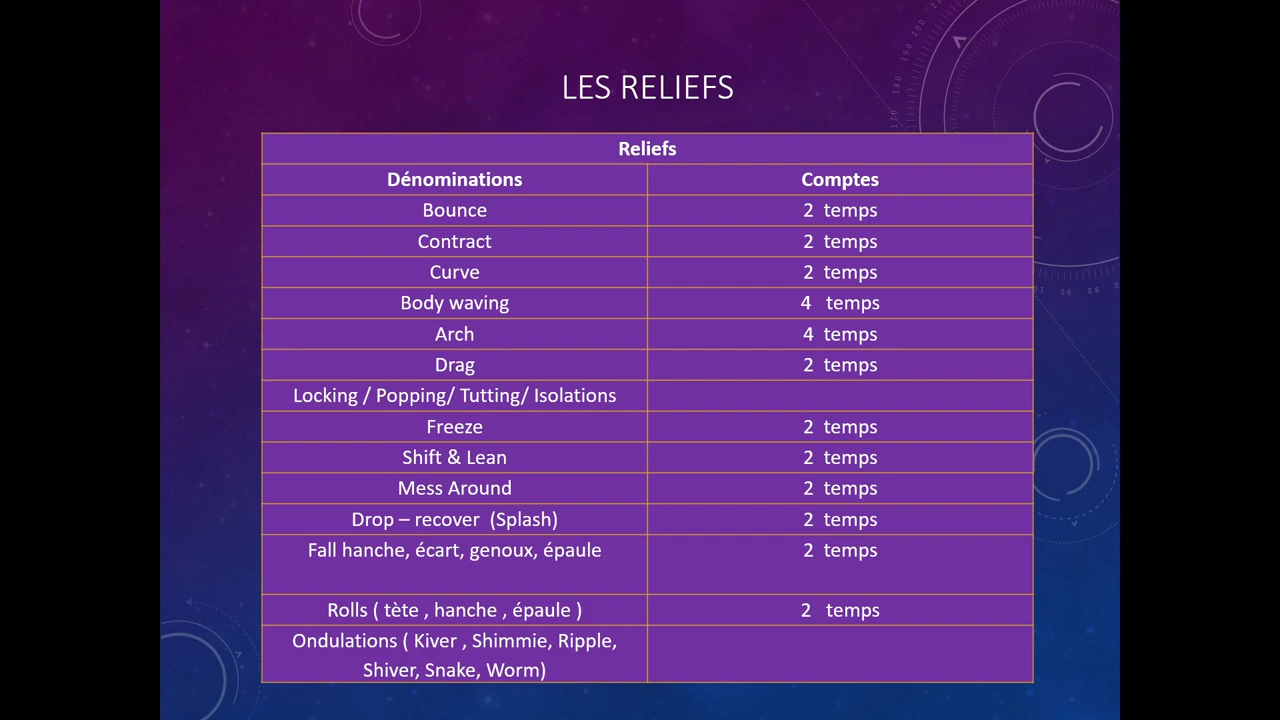 LES RELIEFS
Reliefs
Dénominations Comptes
Bounce 2 temps
Contract 2 temps
Curve 2 temps
Body waving 4 temps
Arch 4 temps
Drag 2 temps
Locking / Popping/ Tutting/ Isolations
Freeze 2 temps
Shift & Lean 2 temps
Mess Around 2 temps
Drop – recover (Splash) 2 temps
Fall hanche, écart, genoux, épaule 2 temps
Rolls ( tète , hanche , épaule ) 2 temps
Ondulations ( Kiver , Shimmie, Ripple,
Shiver, Snake, Worm)